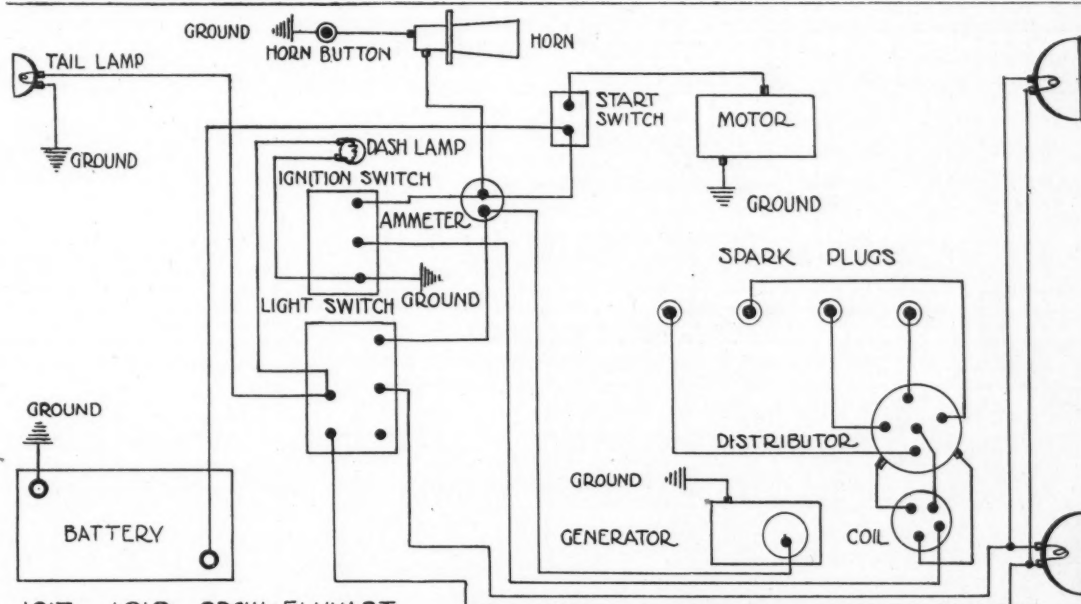 GROUND
HORN BUTTON
HORN
TAIL LAMP
START
SWITCH
MOTOR
GROUND
DASH LAMP
IGNITION SWITCH
AMMETER
GROUND
SPARK PLUGS
LIGHT SWITCH
GROUND
GROUND
DISTRIBUTOR
GROUND
BATTERY
GENERATOR
COIL